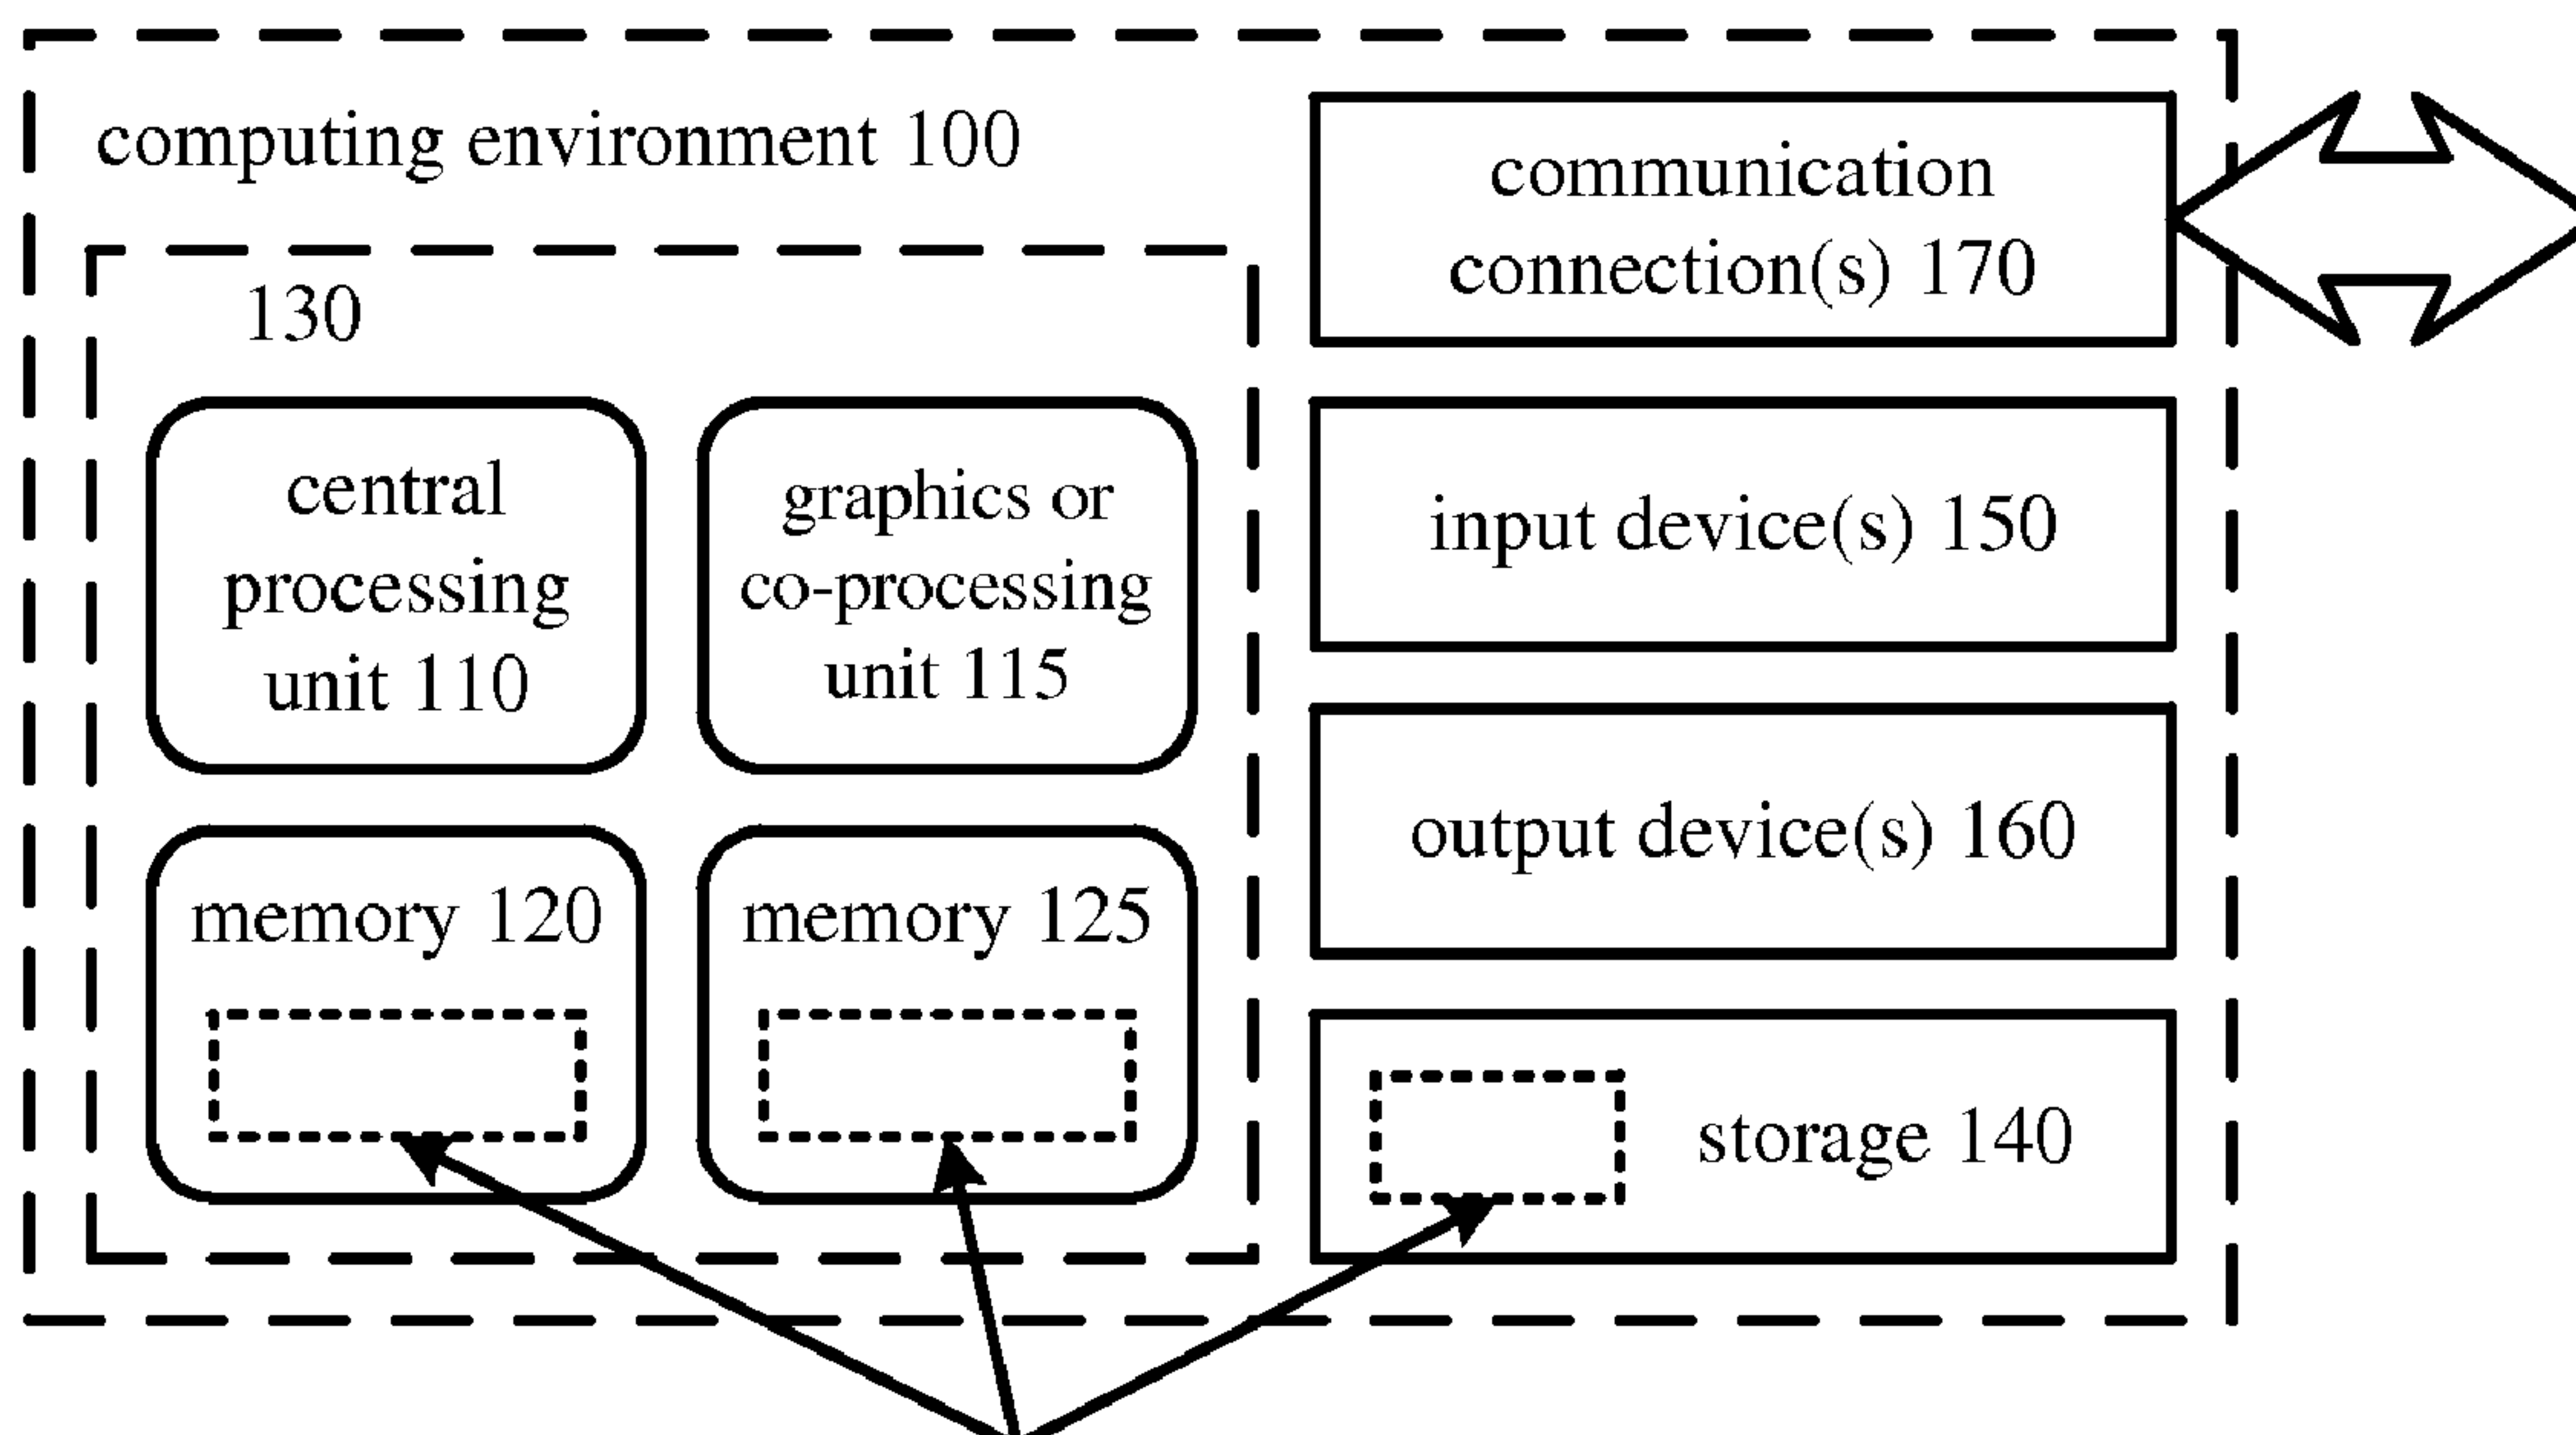 computing environment 100
130
central
processing
unit 110
graphics or
co-processing
unit 115
memory 120
memory 125
communication
connection(s) 170
input device(s) 150
output device(s) 160
storage 140